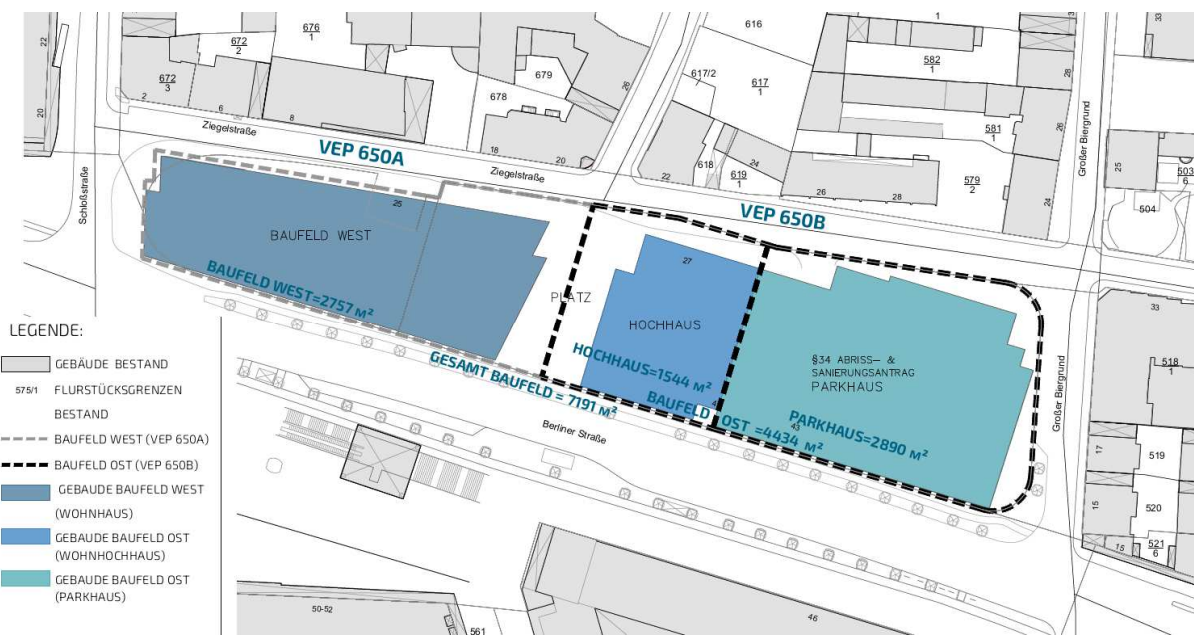 22
20
672
2
672
3
2
6
676
1
8
679
678
26
18
20
616
617/2
617
1
618
619
1
24
22
26
28
582
1
28
581
1
26
579
2
24
33
25
503
6
504
Schloßstraße
Ziegelstraße
Ziegelstraße
Großer Biergrund
VEP 650A
VEP 650B
25
BAUFELD WEST
BAUFELD WEST=2757 M²
PLATZ
27
HOCHHAUS
HOCHHAUS=1544 M²
GESAMT BAUFELD = 7191 M²
BAUFELD OST =4434 M²
§34 ABRISS— &
SANIERUNGSANTRAG
PARKHAUS
43
PARKHAUS=2890 M²
Großer Biergrund
Berliner Straße
33
518
1
17
519
15
520
521
6
15
50-52
561
46
LEGENDE:
GEBÄUDE BESTAND
575/1 FLURSTÜCKSGRENZEN
BESTAND
BAUFELD WEST (VEP 650A)
BAUFELD OST (VEP 650B)
GEBAUDE BAUFELD WEST
(WOHNHAUS)
GEBAUDE BAUFELD OST
(WOHNHOCHHAUS)
GEBAUDE BAUFELD OST
(PARKHAUS)